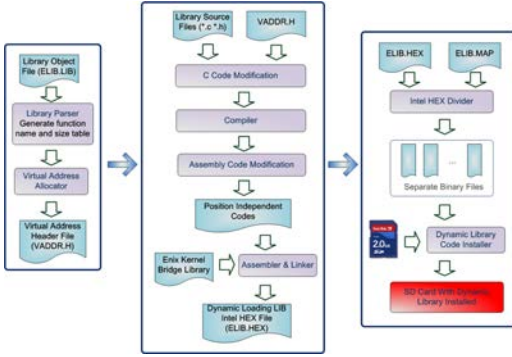 Library Object
File (ELIB.LIB)
Library Parser
Generate function
name and size table
Virtual Address
Allocator
Virtual Address
Header File
(VADDR.H)
Library Source
Files (*.c *.h)
VADDR.H
C Code Modification
Compiler
Assembly Code Modification
Position Independent
Codes
Enix Kernel
Bridge Library
Assembler & Linker
Dynamic Loading LIB
Intel HEX File
(ELIB.HEX)
ELIB.HEX
ELIB.MAP
Intel HEX Divider
...
Separate Binary Files
SanDisk
2.0GB
Dynamic Library
Code Installer
SD Card With Dynamic
Library Installed